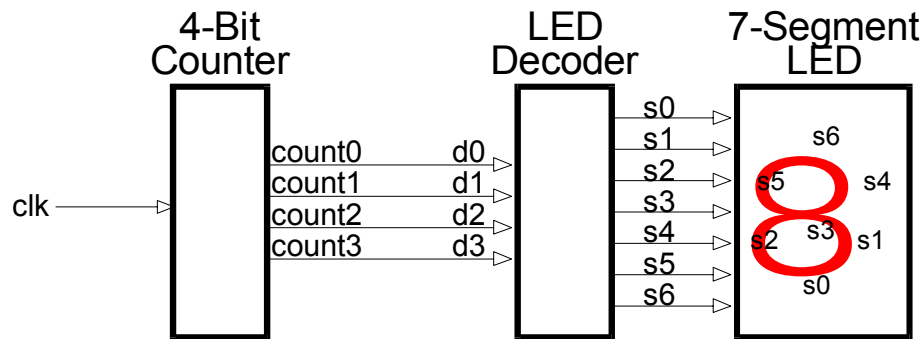 4-Bit
Counter
LED
Decoder
7-Segment
LED
clk
count0
count1
count2
count3
d0
d1
d2
d3
s0
s1
s2
s3
s4
s5
s6
s6
s5
s4
s3
s2
s1
s0
8